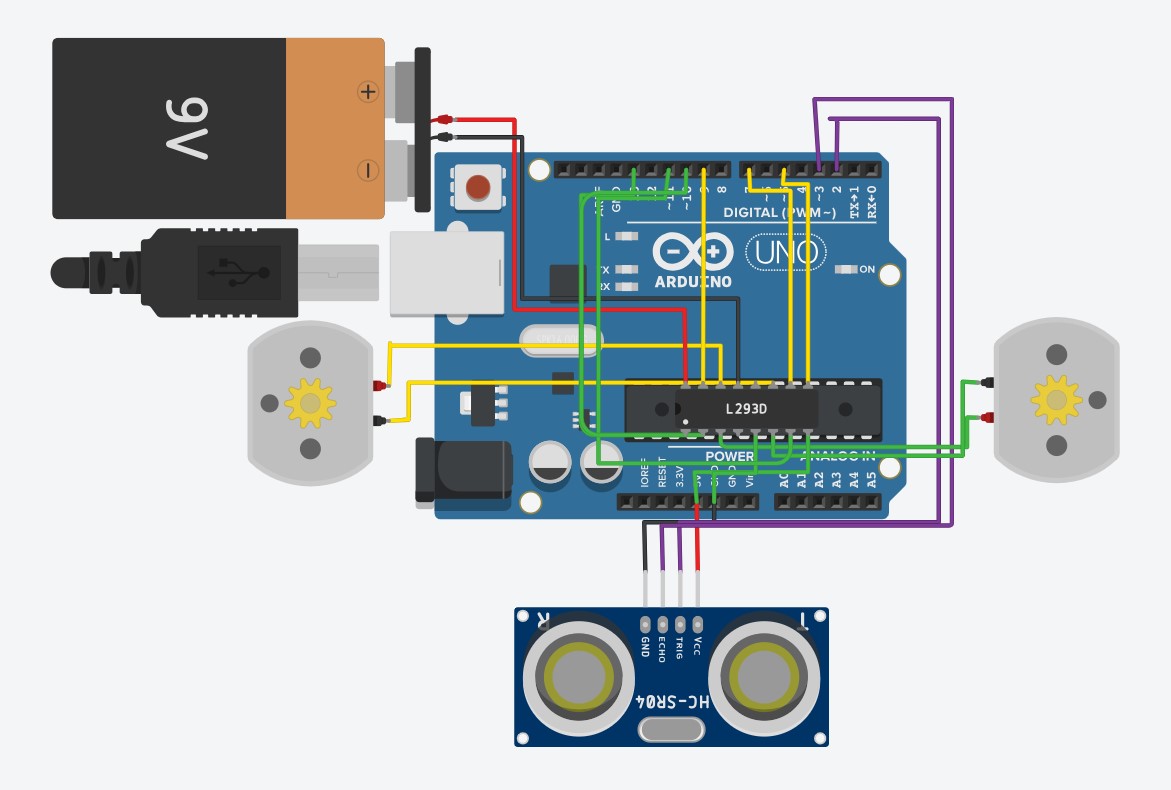 9V
+
−
AREF
GND
12
~11
~10
9
8
7
~6
~5
4
~3
2
TX→1
RX←0
DIGITAL (PWM~)
L
TX
RX
ARDUINO
UNO
ON
L293D
POWER
ANALOG IN
IOREF
RESET
3.3V
5V
GND
GND
Vin
A0
A1
A2
A3
A4
A5
R
T
GND
ECHO
TRIG
VCC
HC-SR04